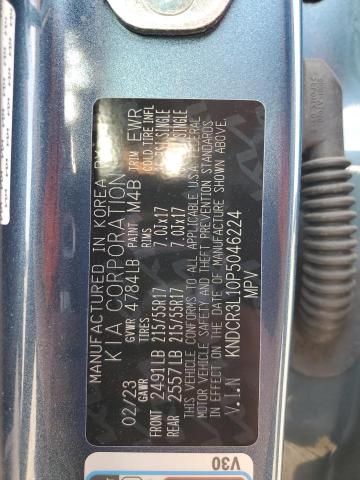 MANUFACTURED IN KOREA
KIA CORPORATION
02/23 GVWR 4784LB PAINT M4B TRIM EWR
GAWR TIRES RIMS COLD TIRE INFL
FRONT 2491LB 215/55R17 7.0Jx17 SINGLE
REAR 2557LB 215/55R17 7.0Jx17 SINGLE
THIS VEHICLE CONFORMS TO ALL APPLICABLE U.S.A. FEDERAL
MOTOR VEHICLE SAFETY AND BUMPER STANDARDS
IN EFFECT ON THE DATE OF MANUFACTURE SHOWN ABOVE.
V.I.N KNDCR3L10P5046224
MPV
V30